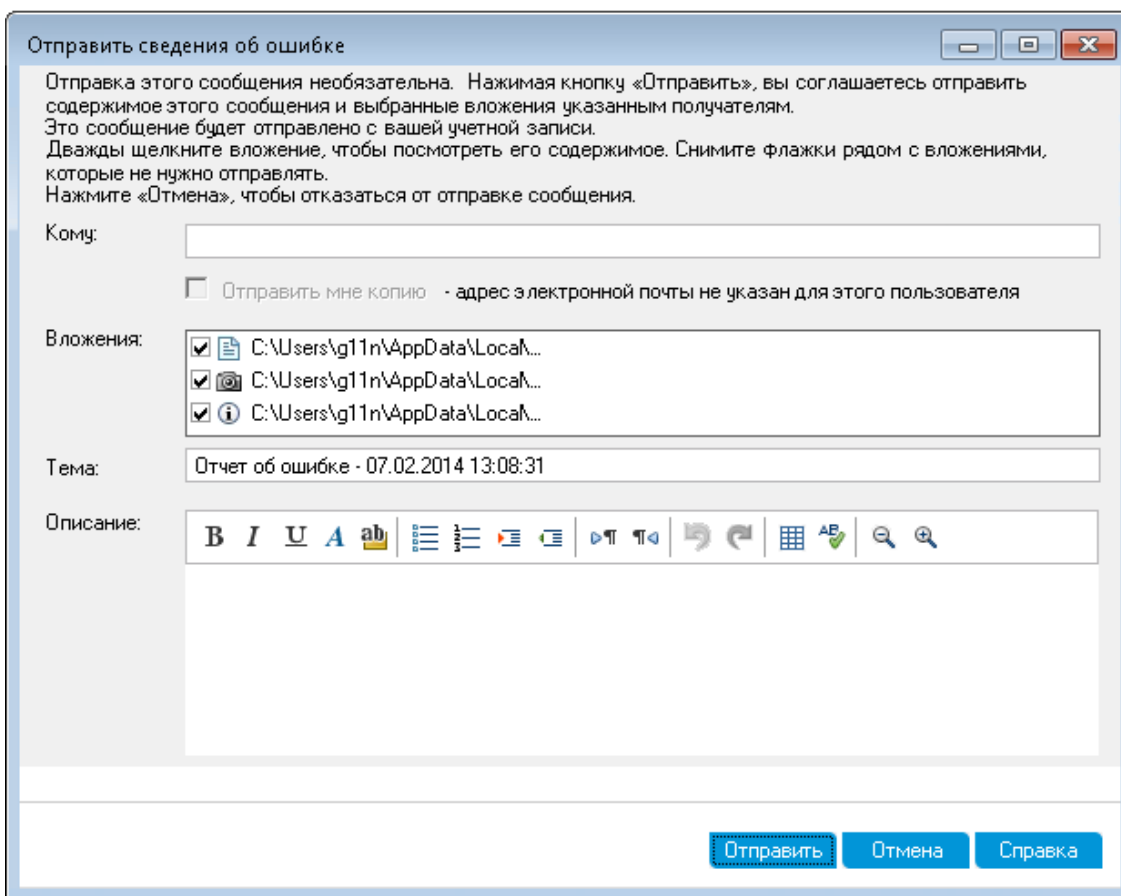 Отправить сведения об ошибке
Отправка этого сообщения необязательна. Нажимая кнопку «Отправить», вы соглашаетесь отправить
содержимое этого сообщения и выбранные вложения указанным получателям.
Это сообщение будет отправлено с вашей учетной записи.
Дважды щелкните вложение, чтобы посмотреть его содержимое. Снимите флажки рядом с вложениями,
которые не нужно отправлять.
Нажмите «Отмена», чтобы отказаться от отправке сообщения.
Кому:
Отправить мне копию - адрес электронной почты не указан для этого пользователя
Вложения:
C:\Users\g11n\AppData\Local\...
C:\Users\g11n\AppData\Local\...
C:\Users\g11n\AppData\Local\...
Тема: Отчет об ошибке - 07.02.2014 13:08:31
Описание:
B I U A ab
Отправить Отмена Справка